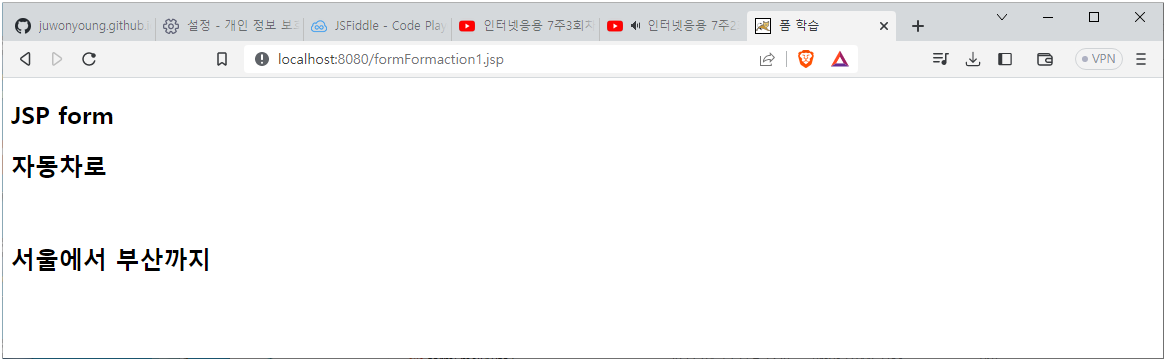 juwonyoung.github.
설정 - 개인 정보 보호
JSFiddle - Code Play
인터넷응용 7주3회차
인터넷응용 7주2
폼 학습
localhost:8080/formFormaction1.jsp
VPN
JSP form
자동차로
서울에서 부산까지